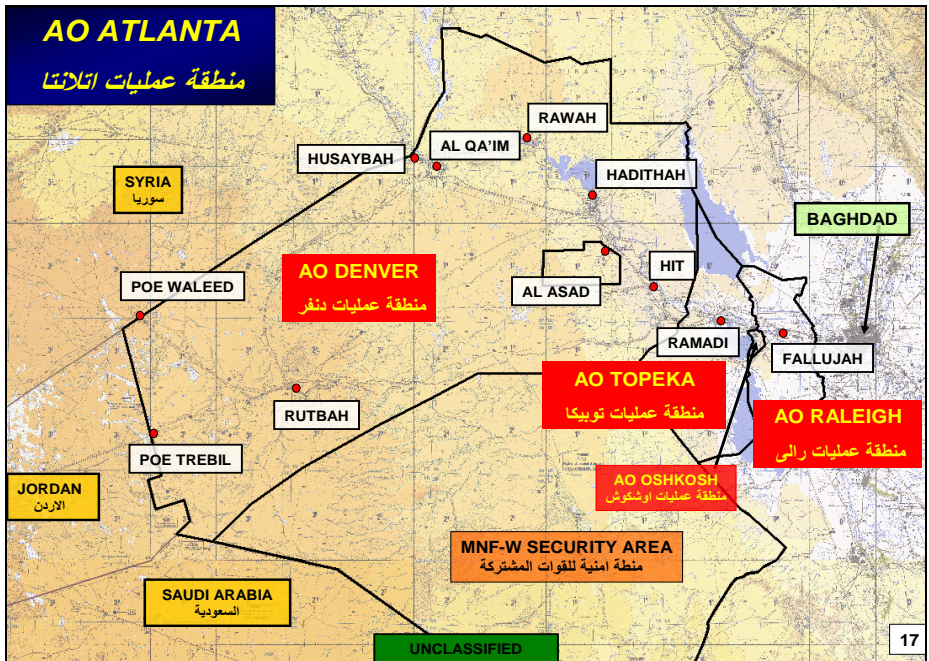 AO ATLANTA
منطقة عمليات اتلانتا
RAWAH
HUSAYBAH
AL QA'IM
HADITHAH
SYRIA
سوريا
BAGHDAD
AO DENVER
منطقة عمليات دنفر
HIT
POE WALEED
AL ASAD
RAMADI
FALLUJAH
AO TOPEKA
منطقة عمليات توبيكا
RUTBAH
AO RALEIGH
منطقة عمليات رالى
POE TREBIL
AO OSHKOSH
منطقة عمليات اوشكوش
JORDAN
الاردن
MNF-W SECURITY AREA
منطة امنية للقوات المشتركة
SAUDI ARABIA
السعودية
UNCLASSIFIED
17